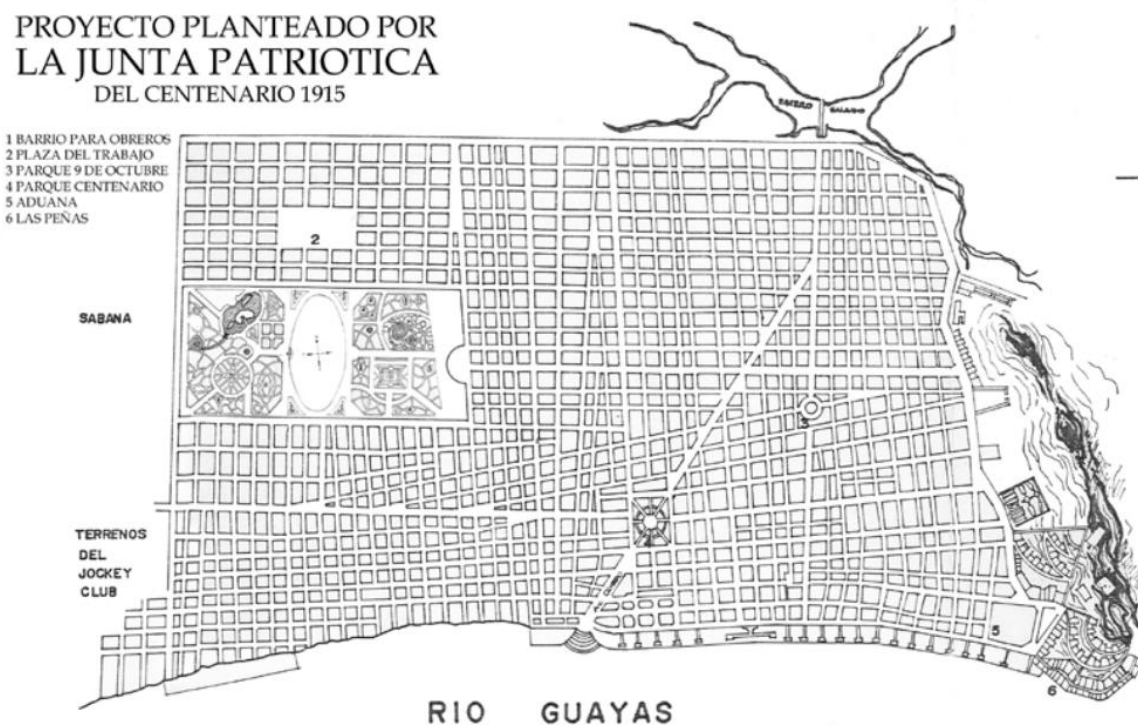 PROYECTO PLANTEADO POR
LA JUNTA PATRIOTICA
DEL CENTENARIO 1915
1 BARRIO PARA OBREROS
2 PLAZA DEL TRABAJO
3 PARQUE 9 DE OCTUBRE
4 PARQUE CENTENARIO
5 ADUANA
6 LAS PEÑAS
ESTERO SALADO
2
SABANA
3
TERRENOS
DEL
JOCKEY
CLUB
5
6
RIO GUAYAS